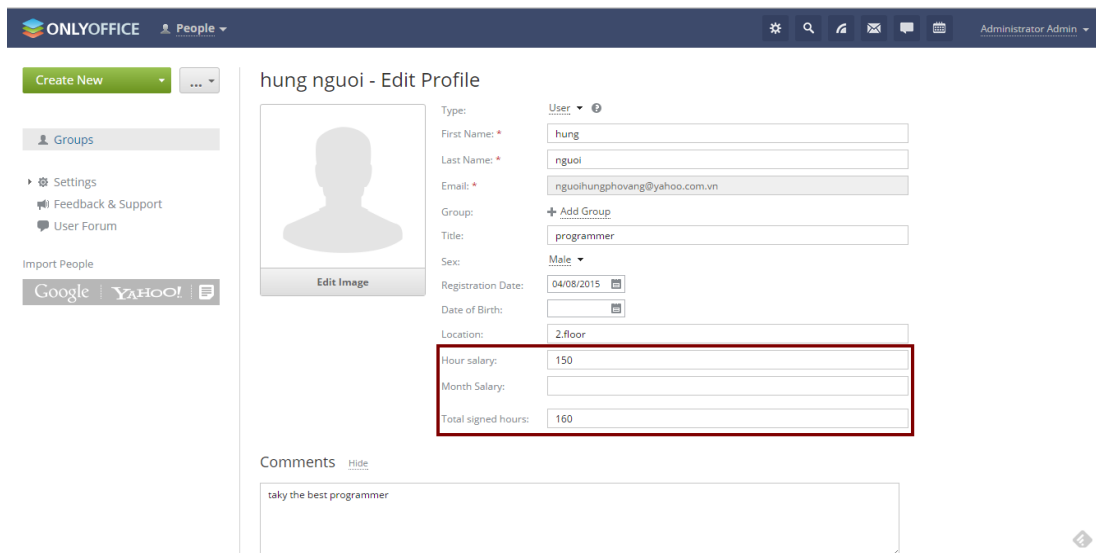 ONLYOFFICE People Administrator Admin
Create New ...
Groups
Settings
Feedback & Support
User Forum
Import People
Google YAHOO!
hung nguoi - Edit Profile
Edit Image
Type: User ?
First Name: * hung
Last Name: * nguoi
Email: * nguoihungphovang@yahoo.com.vn
Group: + Add Group
Title: programmer
Sex: Male
Registration Date: 04/08/2015
Date of Birth:
Location: 2.floor
Hour salary: 150
Month Salary:
Total signed hours: 160
Comments Hide
taky the best programmer